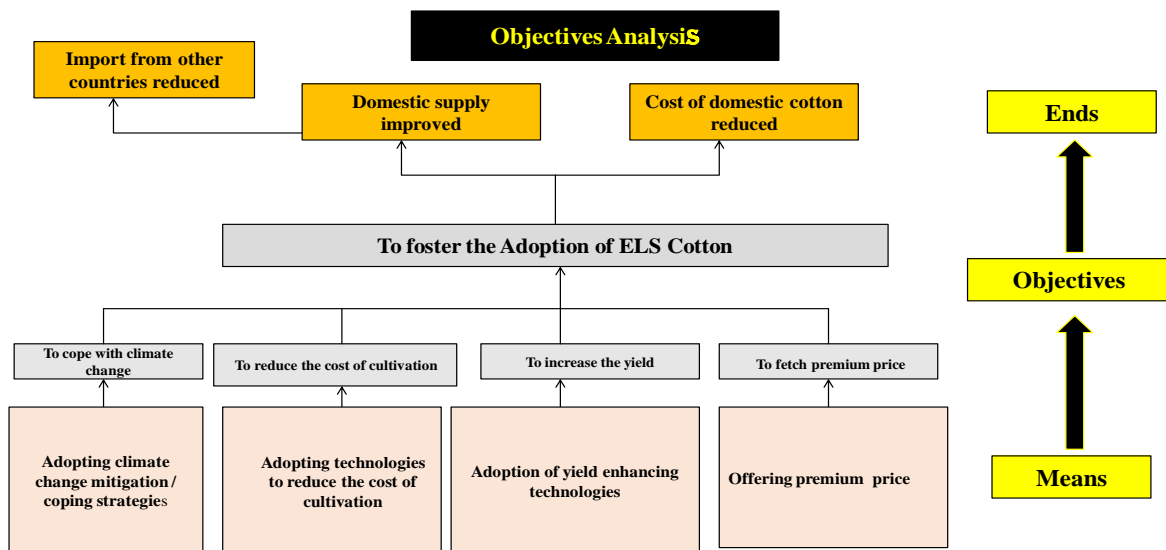 Objectives Analysis
Import from other
countries reduced
Domestic supply
improved
Cost of domestic cotton
reduced
Ends
To foster the Adoption of ELS Cotton
Objectives
To cope with climate
change
To reduce the cost of cultivation
To increase the yield
To fetch premium price
Adopting climate
change mitigation /
coping strategies
Adopting technologies
to reduce the cost of
cultivation
Adoption of yield enhancing
technologies
Offering premium price
Means